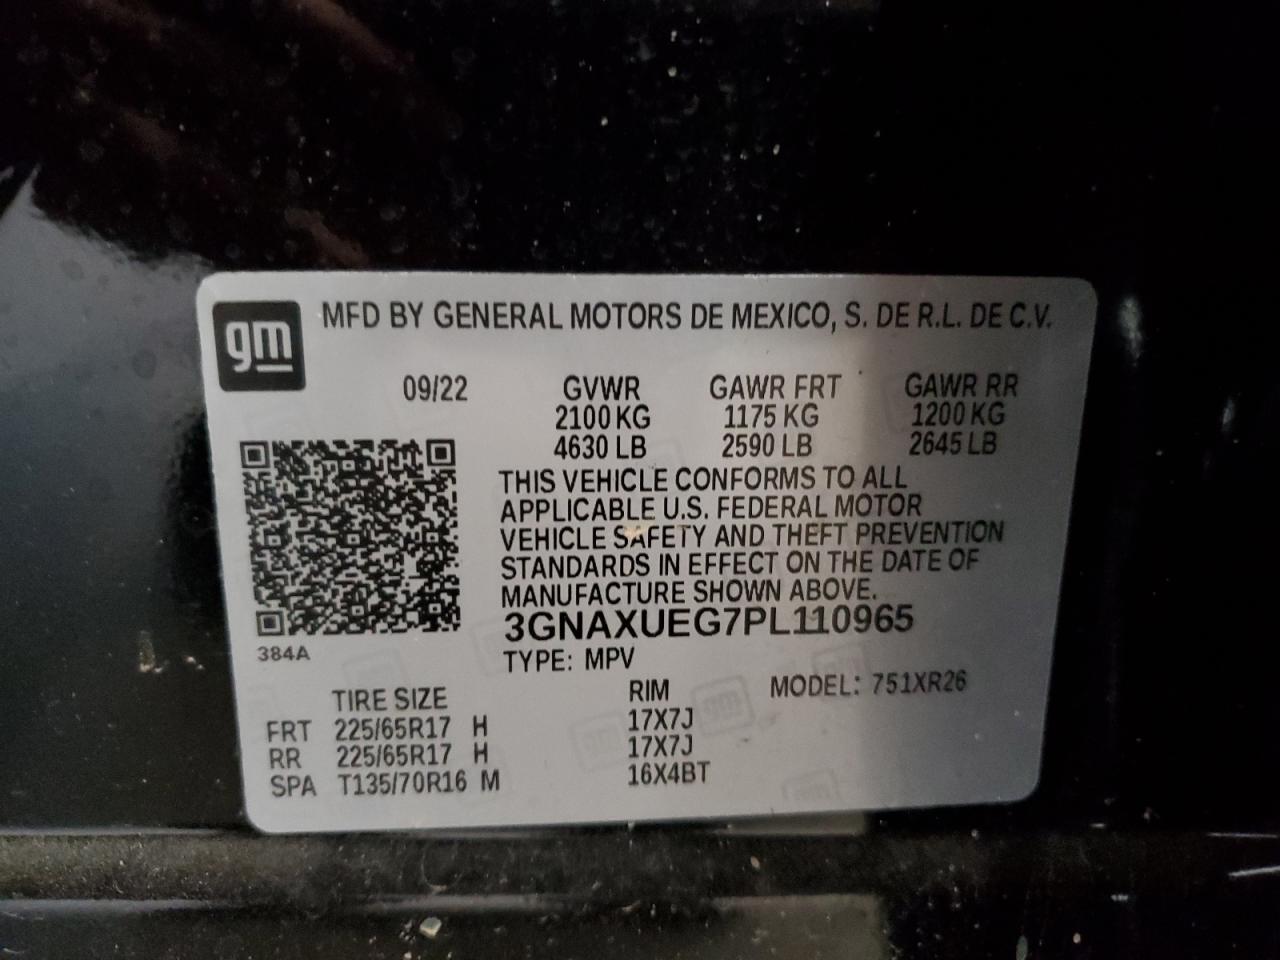 gm
MFD BY GENERAL MOTORS DE MEXICO, S. DE R.L. DE C.V.
09/22 GVWR GAWR FRT GAWR RR
2100 KG 1175 KG 1200 KG
4630 LB 2590 LB 2645 LB
THIS VEHICLE CONFORMS TO ALL
APPLICABLE U.S. FEDERAL MOTOR
VEHICLE SAFETY AND THEFT PREVENTION
STANDARDS IN EFFECT ON THE DATE OF
MANUFACTURE SHOWN ABOVE.
3GNAXUEG7PL110965
384A
TYPE: MPV
TIRE SIZE RIM MODEL: 751XR26
FRT 225/65R17 H 17X7J
RR 225/65R17 H 17X7J
SPA T135/70R16 M 16X4BT